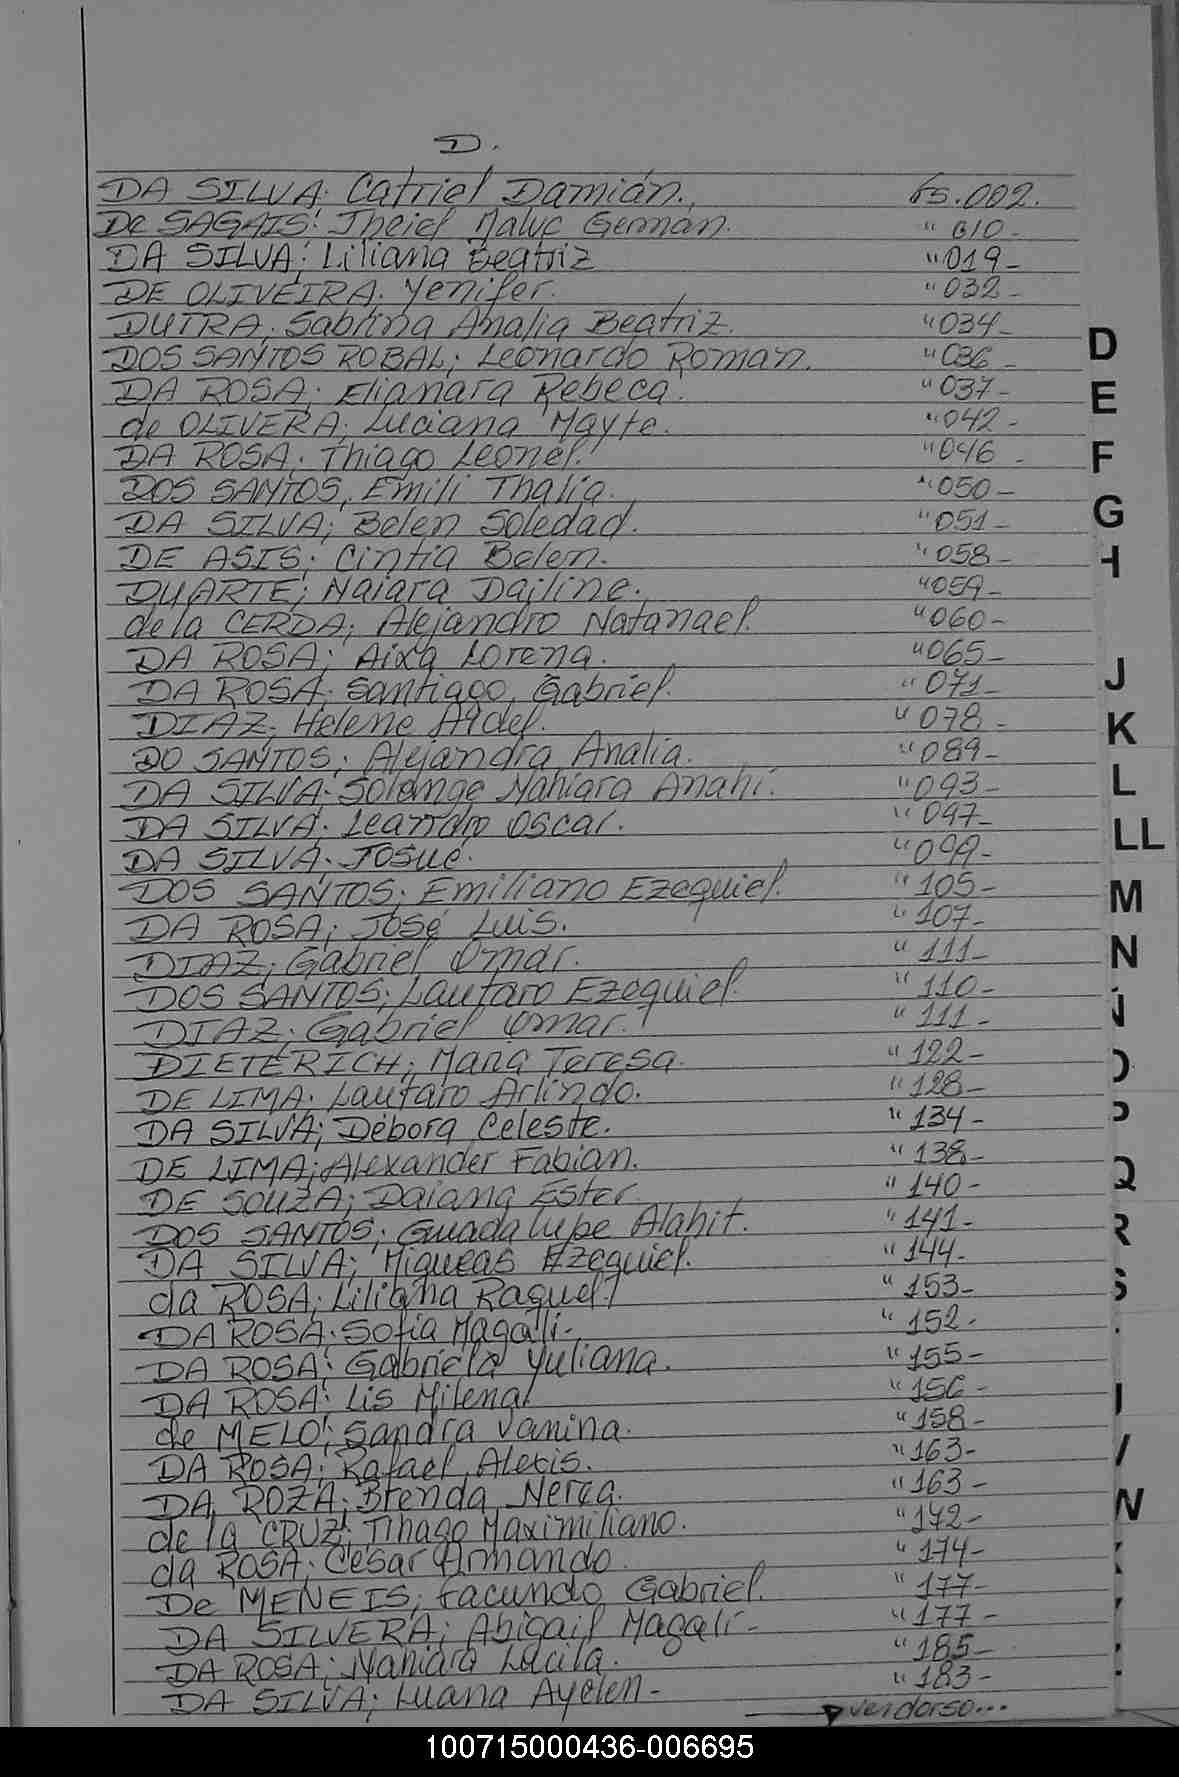 D.
DA SILVA: Catriel Damián. fs. 002.
De SAGAIS: Jheiel Maluc German. " 010-
DA SILVA; Liliana Beatriz " 019-
DE OLIVEIRA; Yenifer. " 032-
DUTRA; Sabrina Analia Beatriz. " 034-
DOS SANTOS ROBAL; Leonardo Roman. " 036-
DA ROSA; Elianara Rebeca. " 037-
de OLIVERA; Luciana Mayte. " 042-
DA ROSA; Thiago Leonel. " 046-
DOS SANTOS, Emili Thalia. " 050-
DA SILVA; Belen Soledad. " 051-
DE ASIS; Cintia Belen. " 058-
DUARTE; Naiara Dailine. " 059-
de la CERDA; Alejandro Natanael. " 060-
DA ROSA; Aixa Lorena. " 065-
DA ROSA; Santiago Gabriel. " 071-
DIAZ; Helene Aidel. " 078-
DO SANTOS; Alejandra Analia. " 089-
DA SILVA; Solange Nahiara Anahi. " 093-
DA SILVA; Leandro Oscar. " 097-
DA SILVA; Josué. " 099-
DOS SANTOS; Emiliano Ezequiel. " 105-
DA ROSA; José Luis. " 107-
DIAZ; Gabriel Omar. " 111-
DOS SANTOS; Lautaro Ezequiel. " 110-
DIAZ; Gabriel Omar. " 111-
DIETERICH; Maria Teresa. " 122-
DE LIMA; Lautaro Arlindo. " 128-
DA SILVA; Débora Celeste. " 134-
DE LIMA; Alexander Fabian. " 138-
DE SOUZA; Daiana Ester. " 140-
DOS SANTOS; Guadalupe Alahit. " 141-
DA SILVA; Miqueas Ezequiel. " 144-
da ROSA; Liliana Raquel. " 153-
DA ROSA; Sofia Magali- " 152-
DA ROSA; Gabriela Yuliana. " 155-
DA ROSA; Lis Milena. " 156-
de MELO; Sandra Vanina. " 158-
DA ROSA; Rafael Alexis. " 163-
DA ROZA; Brenda Nerea. " 163-
de la CRUZ; Tihago Maximiliano. " 172-
da ROSA; César Armando. " 174-
De MENEIS; Facundo Gabriel. " 177-
DA SILVERA; Abigail Magali- " 177-
DA ROSA; Nahiara Lucila. " 185-
DA SILVA; Luana Ayelen- " 183-
ver dorso...
D
E
F
G
J
K
L
LL
M
N
O
P
Q
R
S
V
W
100715000436-006695